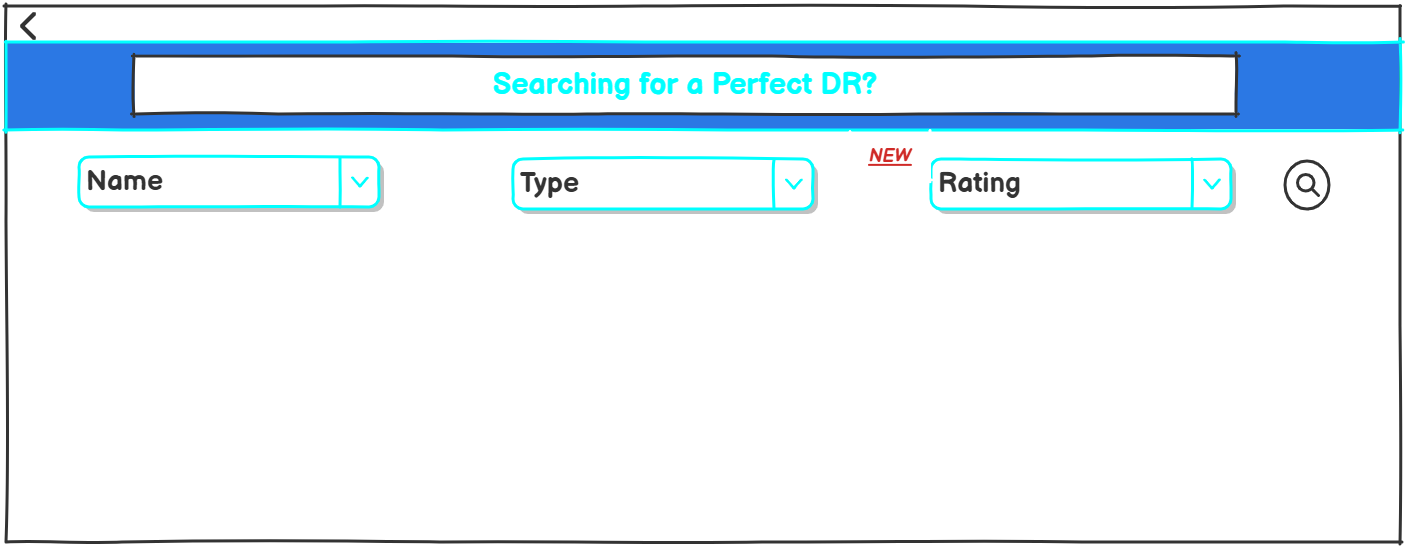 Searching for a Perfect DR?
NEW
Name
Type
Rating